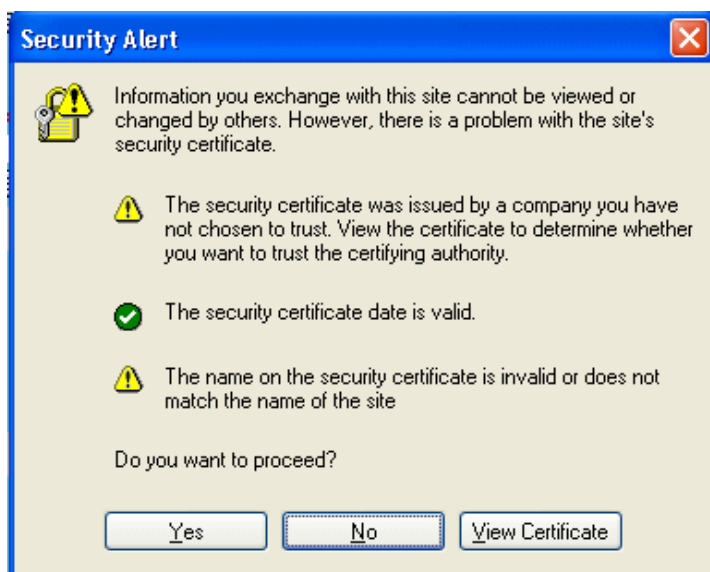 Security Alert
Information you exchange with this site cannot be viewed or
changed by others. However, there is a problem with the site's
security certificate.
The security certificate was issued by a company you have
not chosen to trust. View the certificate to determine whether
you want to trust the certifying authority.
The security certificate date is valid.
The name on the security certificate is invalid or does not
match the name of the site
Do you want to proceed?
Yes No View Certificate